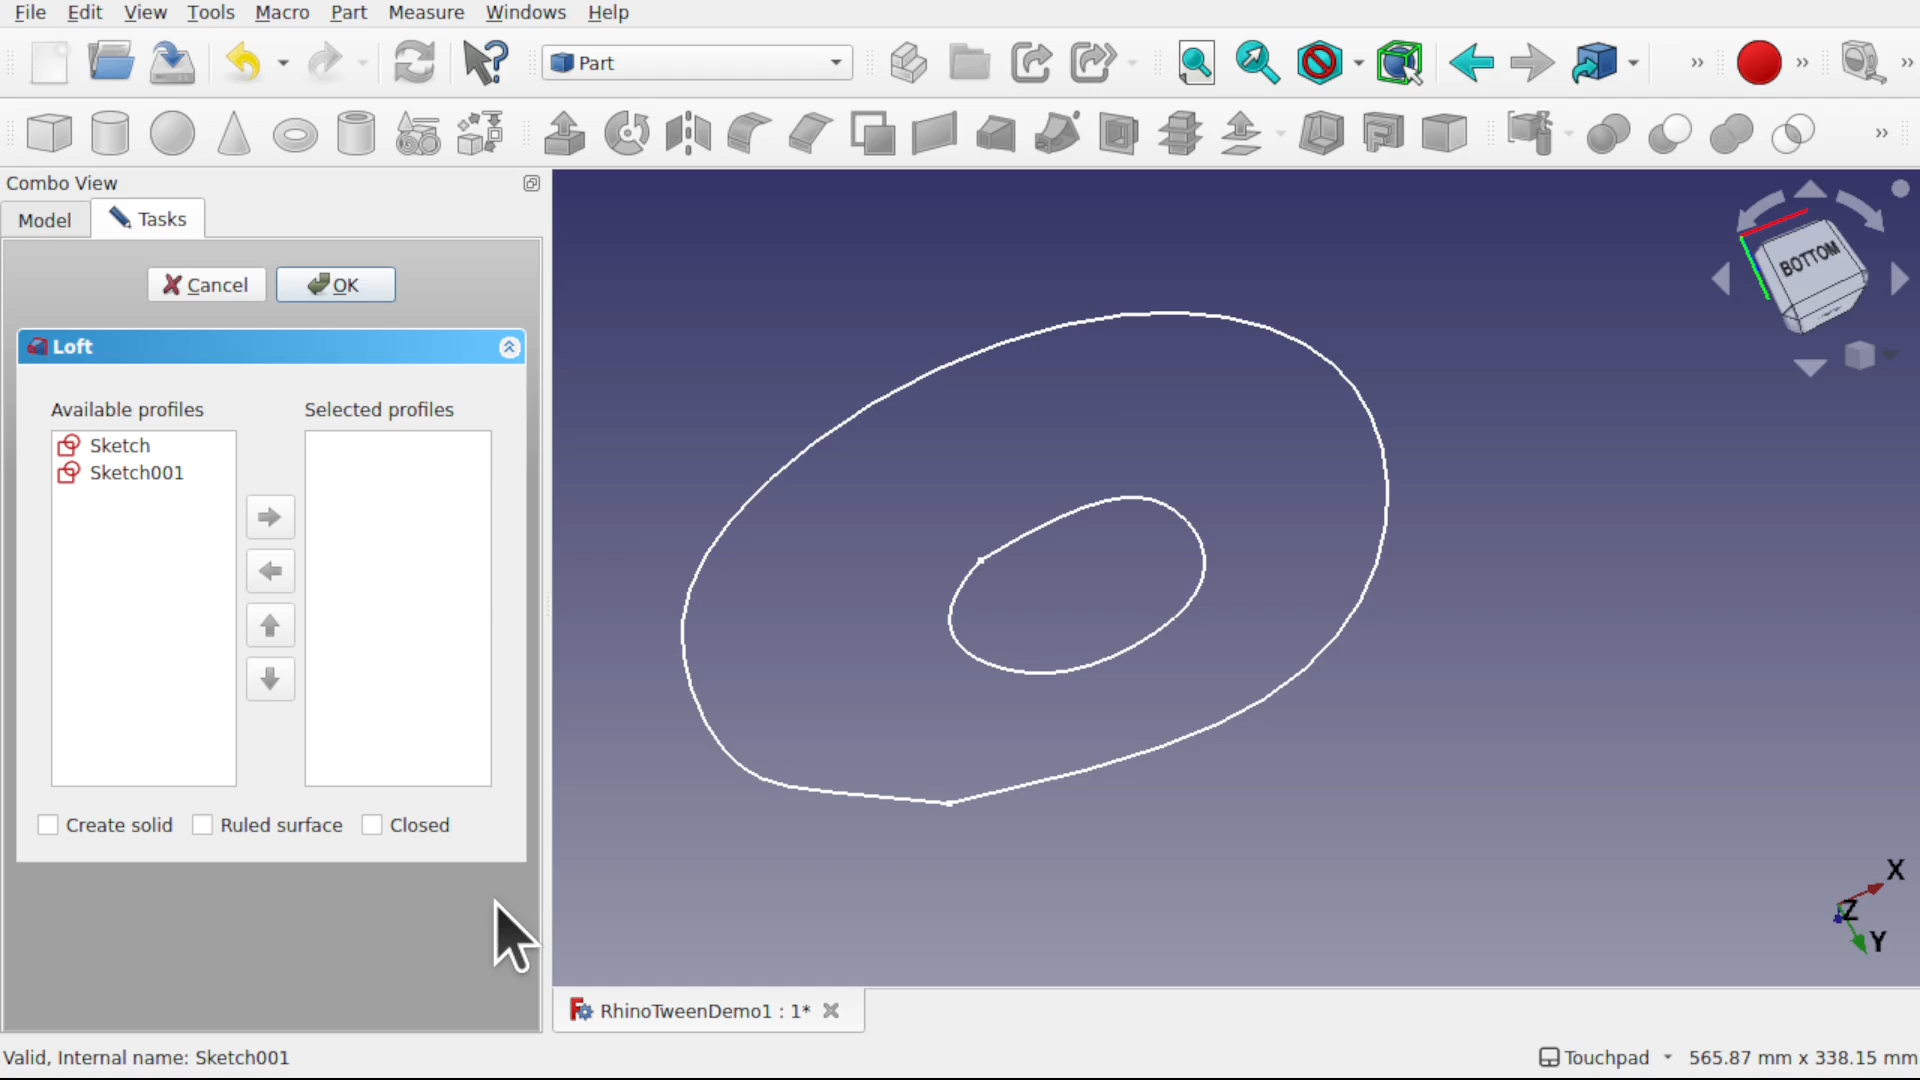 File Edit View Tools Macro Part Measure Windows Help
Part
Combo View
Model Tasks
Cancel OK
Loft
Available profiles Selected profiles
Sketch
Sketch001
Create solid Ruled surface Closed
BOTTOM
X
Z
Y
RhinoTweenDemo1 : 1*
Valid, Internal name: Sketch001 Touchpad 565.87 mm x 338.15 mm